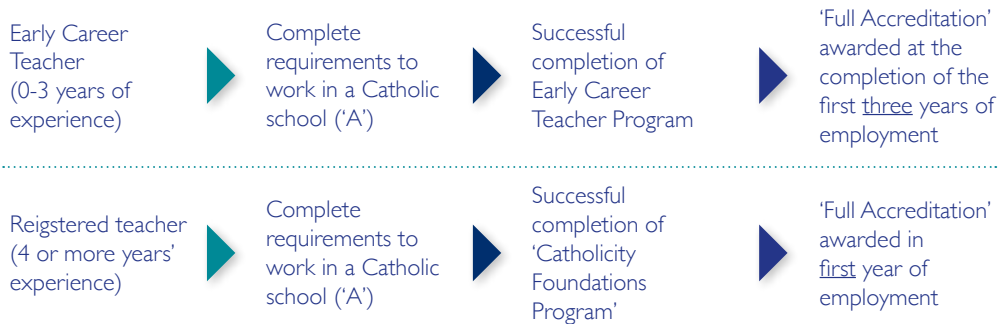 Early Career
Teacher
(0-3 years of
experience)
Complete
requirements to
work in a Catholic
school (‘A’)
Successful
completion of
Early Career
Teacher Program
‘Full Accreditation’
awarded at the
completion of the
first three years of
employment
Reigstered teacher
(4 or more years’
experience)
Complete
requirements to
work in a Catholic
school (‘A’)
Successful
completion of
‘Catholicity
Foundations
Program’
‘Full Accreditation’
awarded in
first year of
employment